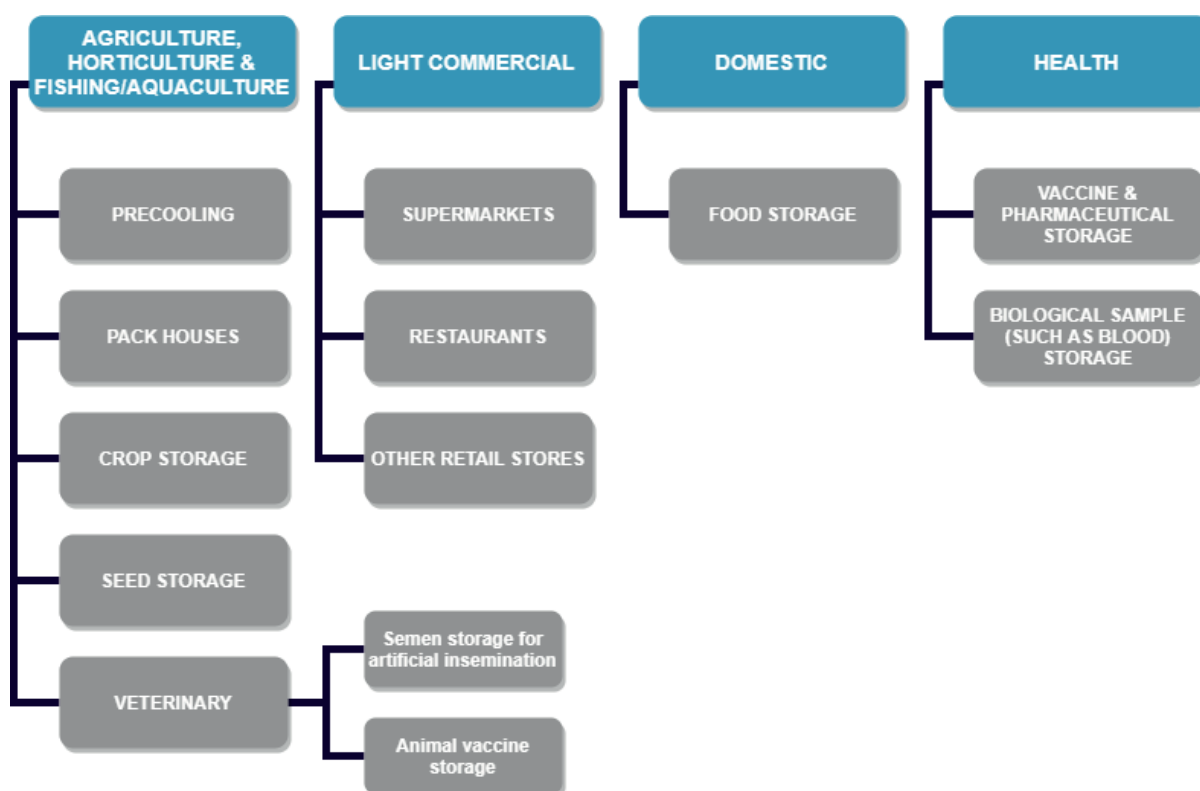 AGRICULTURE,
HORTICULTURE &
FISHING/AQUACULTURE
PRECOOLING
PACK HOUSES
CROP STORAGE
SEED STORAGE
VETERINARY
Semen storage for
artificial insemination
Animal vaccine
storage
LIGHT COMMERCIAL
SUPERMARKETS
RESTAURANTS
OTHER RETAIL STORES
DOMESTIC
FOOD STORAGE
HEALTH
VACCINE &
PHARMACEUTICAL
STORAGE
BIOLOGICAL SAMPLE
(SUCH AS BLOOD)
STORAGE